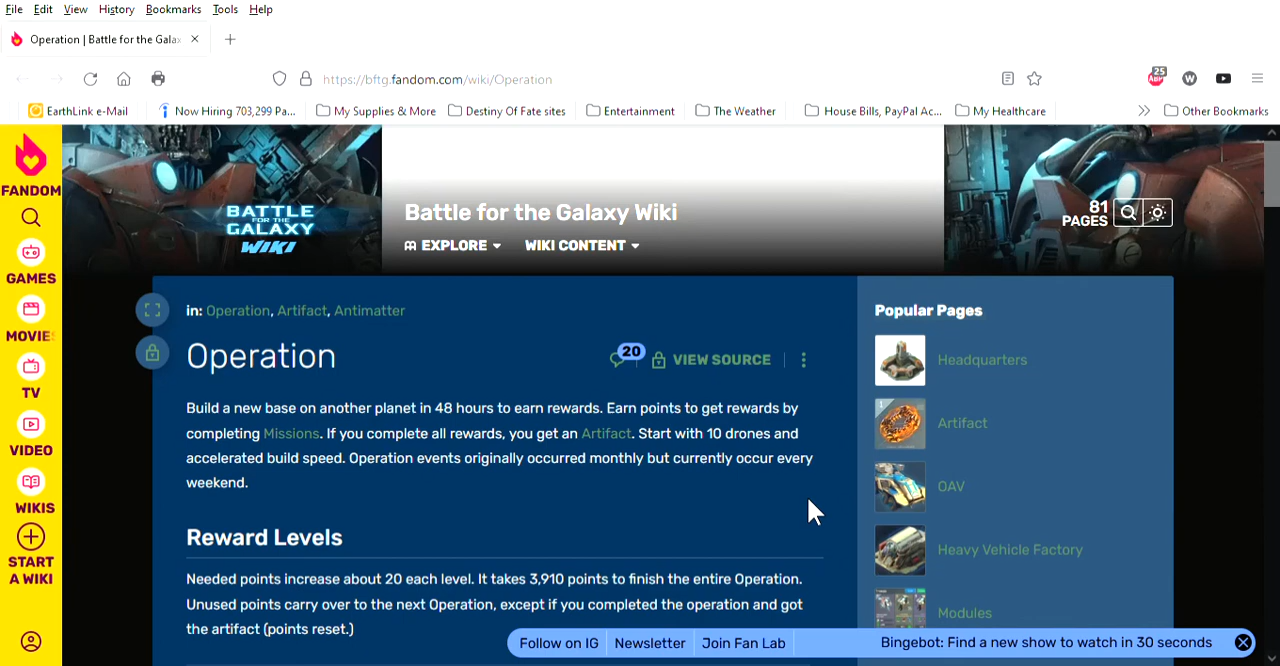 File Edit View History Bookmarks Tools Help
Operation | Battle for the Gala
https://bftg.fandom.com/wiki/Operation
25
W
EarthLink e-Mail
Now Hiring 703,299 Pa...
My Supplies & More
Destiny Of Fate sites
Entertainment
The Weather
House Bills, PayPal Ac...
My Healthcare
Other Bookmarks
FANDOM
GAMES
MOVIES
TV
VIDEO
WIKIS
START
A WIKI
BATTLE
FOR THE
GALAXY
WIKI
Battle for the Galaxy Wiki
EXPLORE
WIKI CONTENT
81
PAGES
in: Operation, Artifact, Antimatter
Operation
20
VIEW SOURCE
Build a new base on another planet in 48 hours to earn rewards. Earn points to get rewards by
completing Missions. If you complete all rewards, you get an Artifact. Start with 10 drones and
accelerated build speed. Operation events originally occurred monthly but currently occur every
weekend.
Reward Levels
Needed points increase about 20 each level. It takes 3,910 points to finish the entire Operation.
Unused points carry over to the next Operation, except if you completed the operation and got
the artifact (points reset.)
Popular Pages
Headquarters
1
Artifact
OAV
Heavy Vehicle Factory
Modules
Follow on IG
Newsletter
Join Fan Lab
Bingebot: Find a new show to watch in 30 seconds